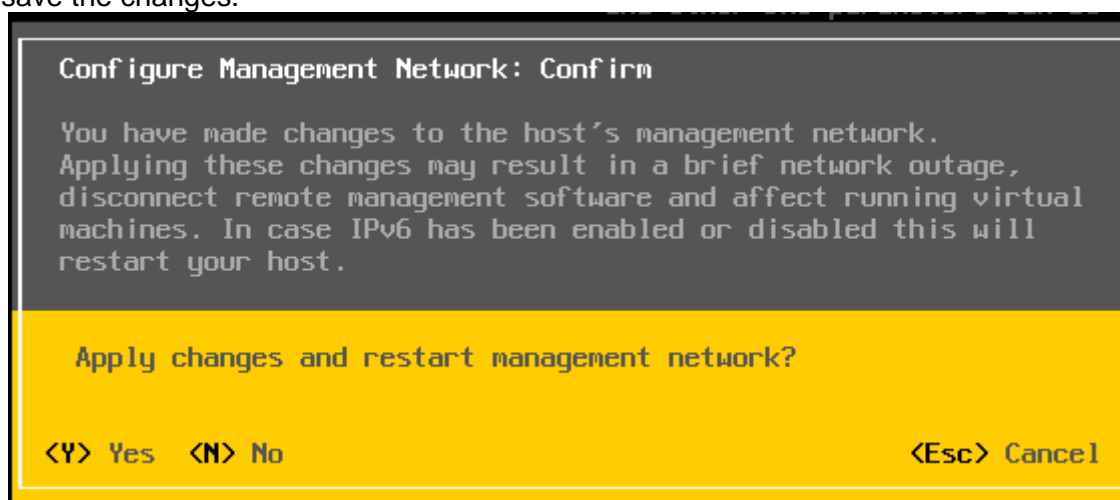 save the changes.
Configure Management Network: Confirm
You have made changes to the host's management network.
Applying these changes may result in a brief network outage,
disconnect remote management software and affect running virtual
machines. In case IPv6 has been enabled or disabled this will
restart your host.
Apply changes and restart management network?
<Y> Yes <N> No <Esc> Cancel